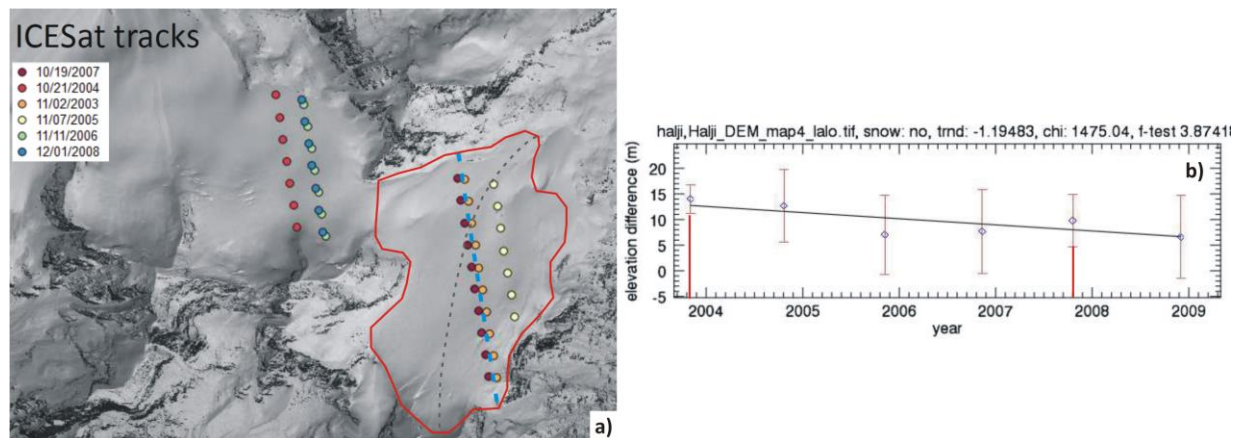 ICESat tracks
10/19/2007
10/21/2004
11/02/2003
11/07/2005
11/11/2006
12/01/2008
a)
halji,Halji_DEM_map4_lalo.tif, snow: no, trnd: -1.19483, chi: 1475.04, f-test 3.8741
b)
elevation difference (m)
20
15
10
5
0
-5
2004 2005 2006 2007 2008 2009
year